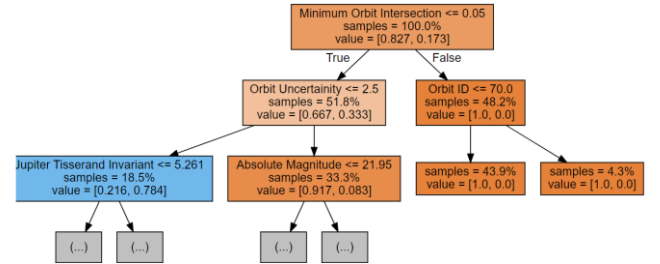 Minimum Orbit Intersection <= 0.05
samples = 100.0%
value = [0.827, 0.173]
True
False
Orbit Uncertainity <= 2.5
samples = 51.8%
value = [0.667, 0.333]
Orbit ID <= 70.0
samples = 48.2%
value = [1.0, 0.0]
Jupiter Tisserand Invariant <= 5.261
samples = 18.5%
value = [0.216, 0.784]
Absolute Magnitude <= 21.95
samples = 33.3%
value = [0.917, 0.083]
samples = 43.9%
value = [1.0, 0.0]
samples = 4.3%
value = [1.0, 0.0]
(...)
(...)
(...)
(...)